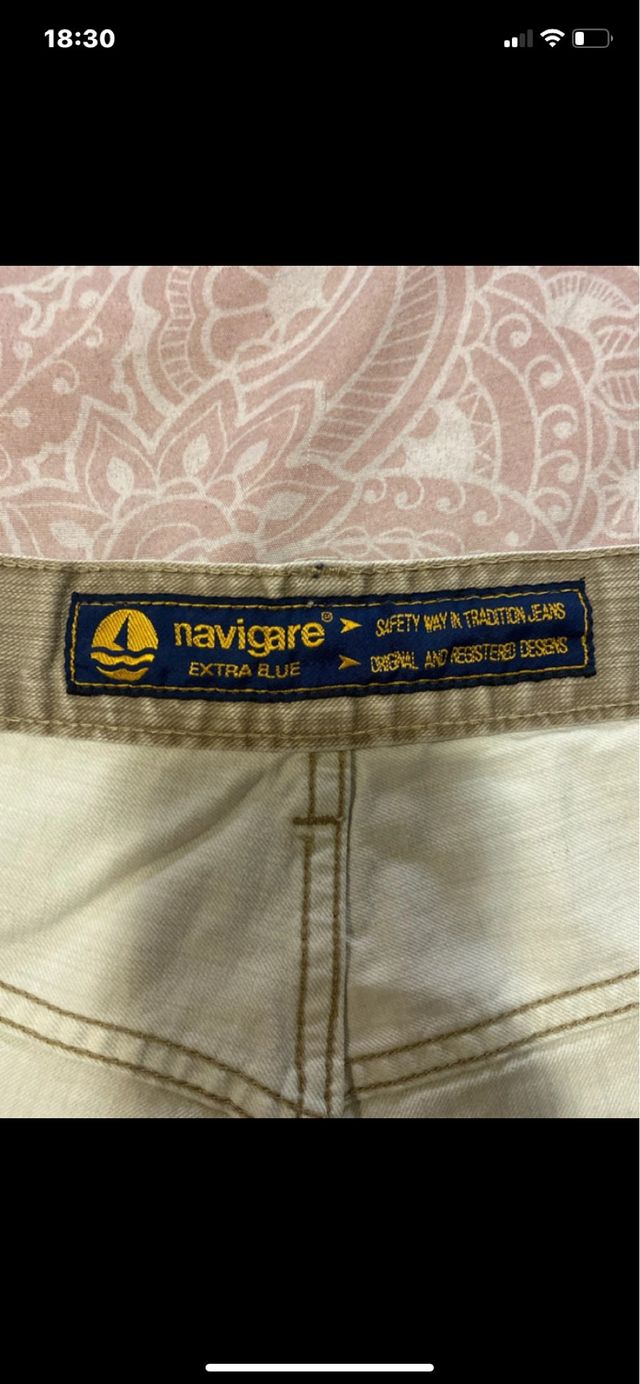 18:30
navigare®
EXTRA BLUE
SAFETY WAY IN TRADITION JEANS
ORIGINAL AND REGISTERED DESIGNS